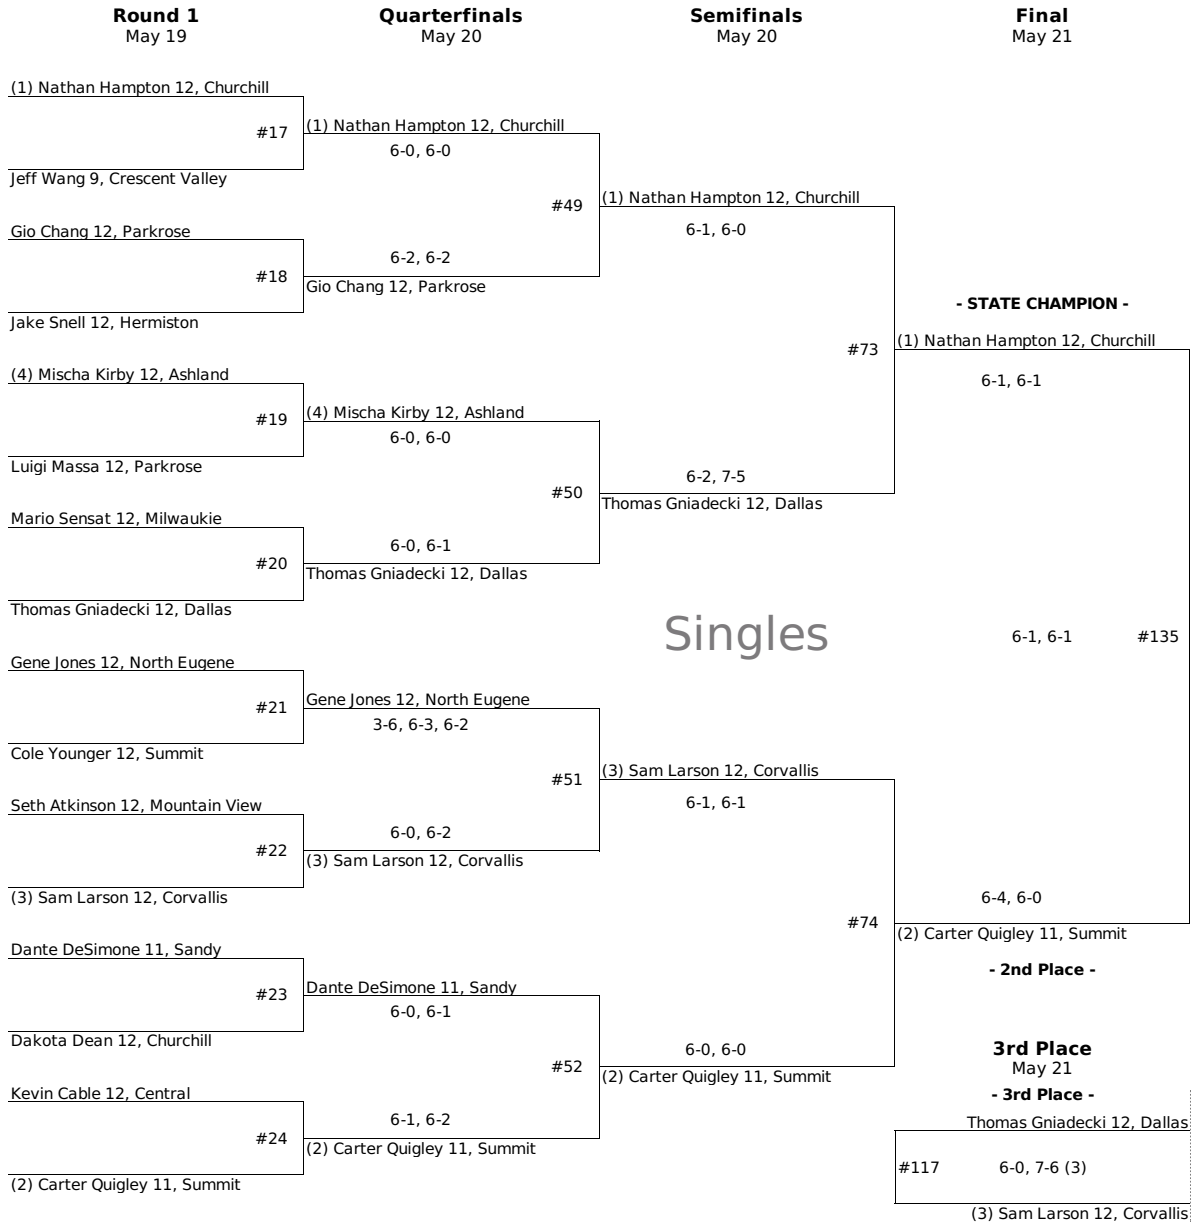 Round 1
May 19
Quarterfinals
May 20
Semifinals
May 20
Final
May 21
(1) Nathan Hampton 12, Churchill
#17
Jeff Wang 9, Crescent Valley
Gio Chang 12, Parkrose
#18
Jake Snell 12, Hermiston
(4) Mischa Kirby 12, Ashland
#19
Luigi Massa 12, Parkrose
Mario Sensat 12, Milwaukie
#20
Thomas Gniadecki 12, Dallas
Gene Jones 12, North Eugene
#21
Cole Younger 12, Summit
Seth Atkinson 12, Mountain View
#22
(3) Sam Larson 12, Corvallis
Dante DeSimone 11, Sandy
#23
Dakota Dean 12, Churchill
Kevin Cable 12, Central
#24
(2) Carter Quigley 11, Summit
(1) Nathan Hampton 12, Churchill
6-0, 6-0
#49
6-2, 6-2
Gio Chang 12, Parkrose
(4) Mischa Kirby 12, Ashland
6-0, 6-0
#50
6-0, 6-1
Thomas Gniadecki 12, Dallas
Gene Jones 12, North Eugene
3-6, 6-3, 6-2
#51
6-0, 6-2
(3) Sam Larson 12, Corvallis
Dante DeSimone 11, Sandy
6-0, 6-1
#52
6-1, 6-2
(2) Carter Quigley 11, Summit
(1) Nathan Hampton 12, Churchill
6-1, 6-0
#73
6-2, 7-5
Thomas Gniadecki 12, Dallas
Singles
(3) Sam Larson 12, Corvallis
6-1, 6-1
#74
6-0, 6-0
(2) Carter Quigley 11, Summit
- STATE CHAMPION -
(1) Nathan Hampton 12, Churchill
6-1, 6-1
6-1, 6-1 #135
6-4, 6-0
(2) Carter Quigley 11, Summit
- 2nd Place -
3rd Place
May 21
- 3rd Place -
Thomas Gniadecki 12, Dallas
#117 6-0, 7-6 (3)
(3) Sam Larson 12, Corvallis